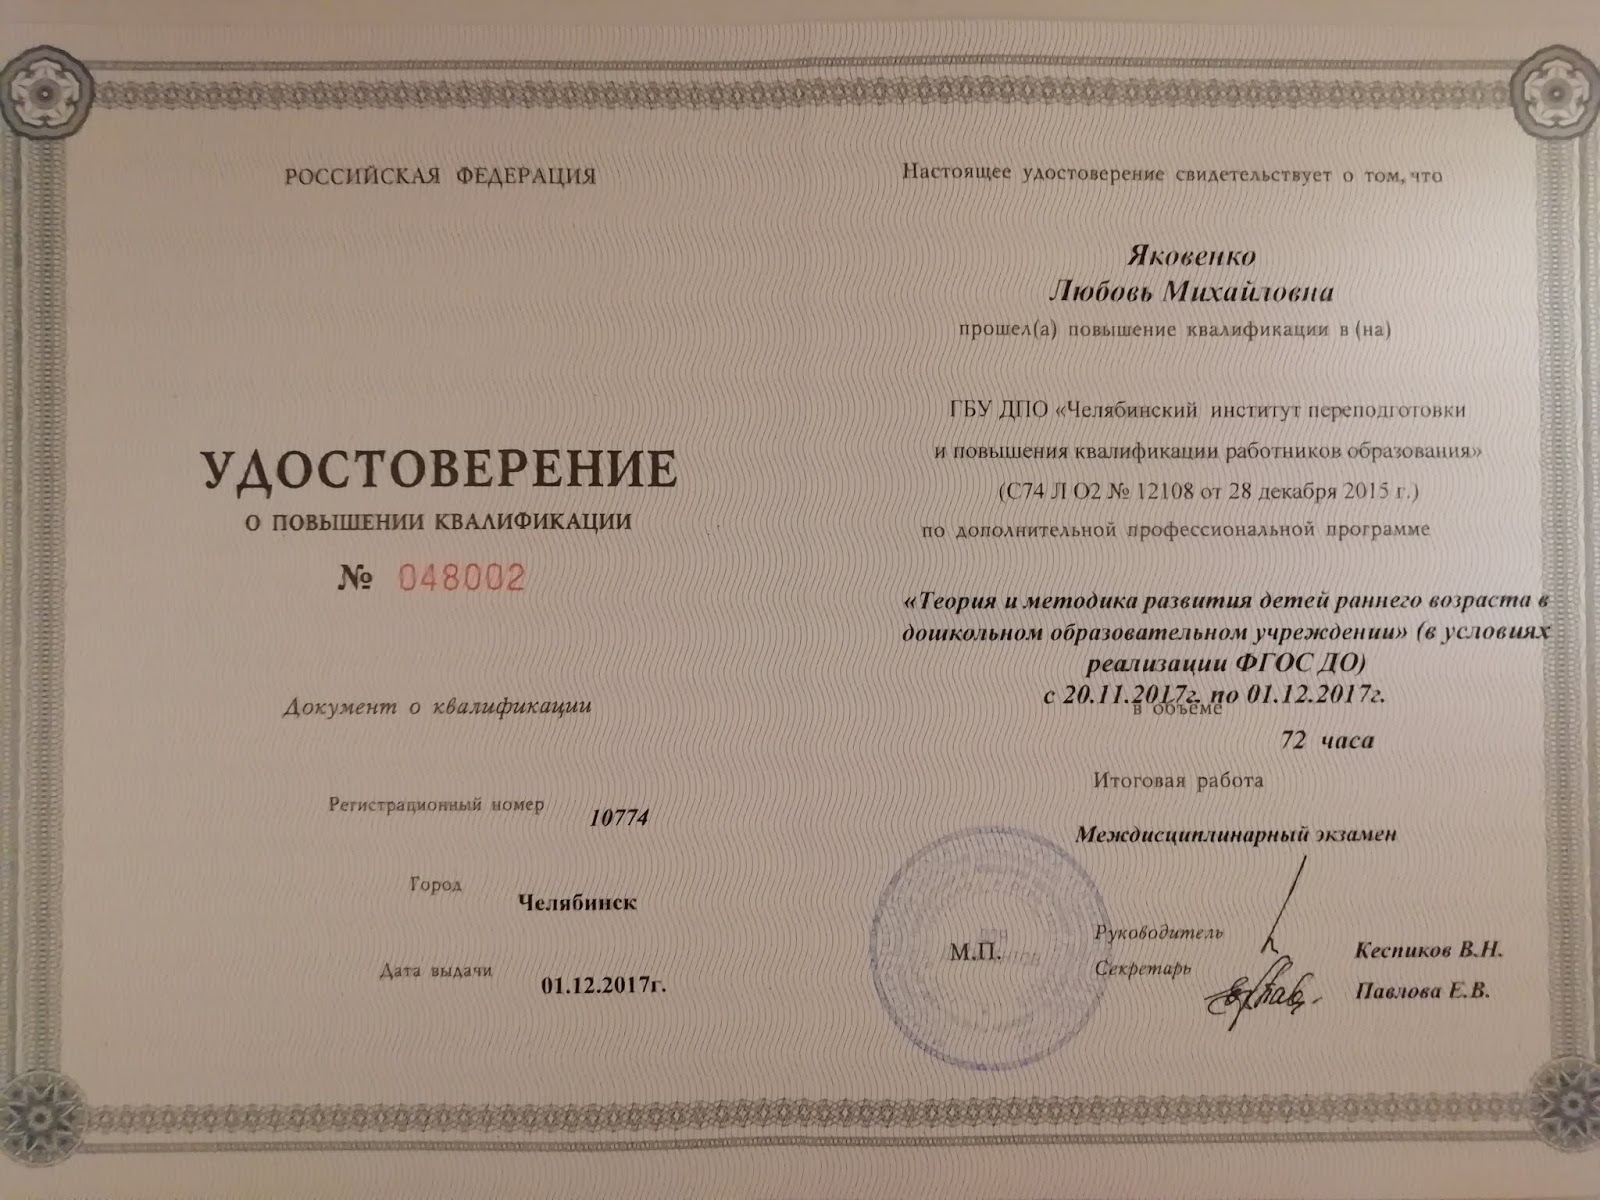 РОССИЙСКАЯ ФЕДЕРАЦИЯ
УДОСТОВЕРЕНИЕ
О ПОВЫШЕНИИ КВАЛИФИКАЦИИ
№ 048002
Документ о квалификации
Регистрационный номер 10774
Город Челябинск
Дата выдачи 01.12.2017г.
Настоящее удостоверение свидетельствует о том, что
Яковенко
Любовь Михайловна
прошел(а) повышение квалификации в (на)
ГБУ ДПО «Челябинский институт переподготовки
и повышения квалификации работников образования»
(С74 Л О2 № 12108 от 28 декабря 2015 г.)
по дополнительной профессиональной программе
«Теория и методика развития детей раннего возраста в
дошкольном образовательном учреждении» (в условиях
реализации ФГОС ДО)
с 20.11.2017г. по 01.12.2017г.
в объеме
72 часа
Итоговая работа
Междисциплинарный экзамен
М.П.
Руководитель Кеспиков В.Н.
Секретарь Павлова Е.В.